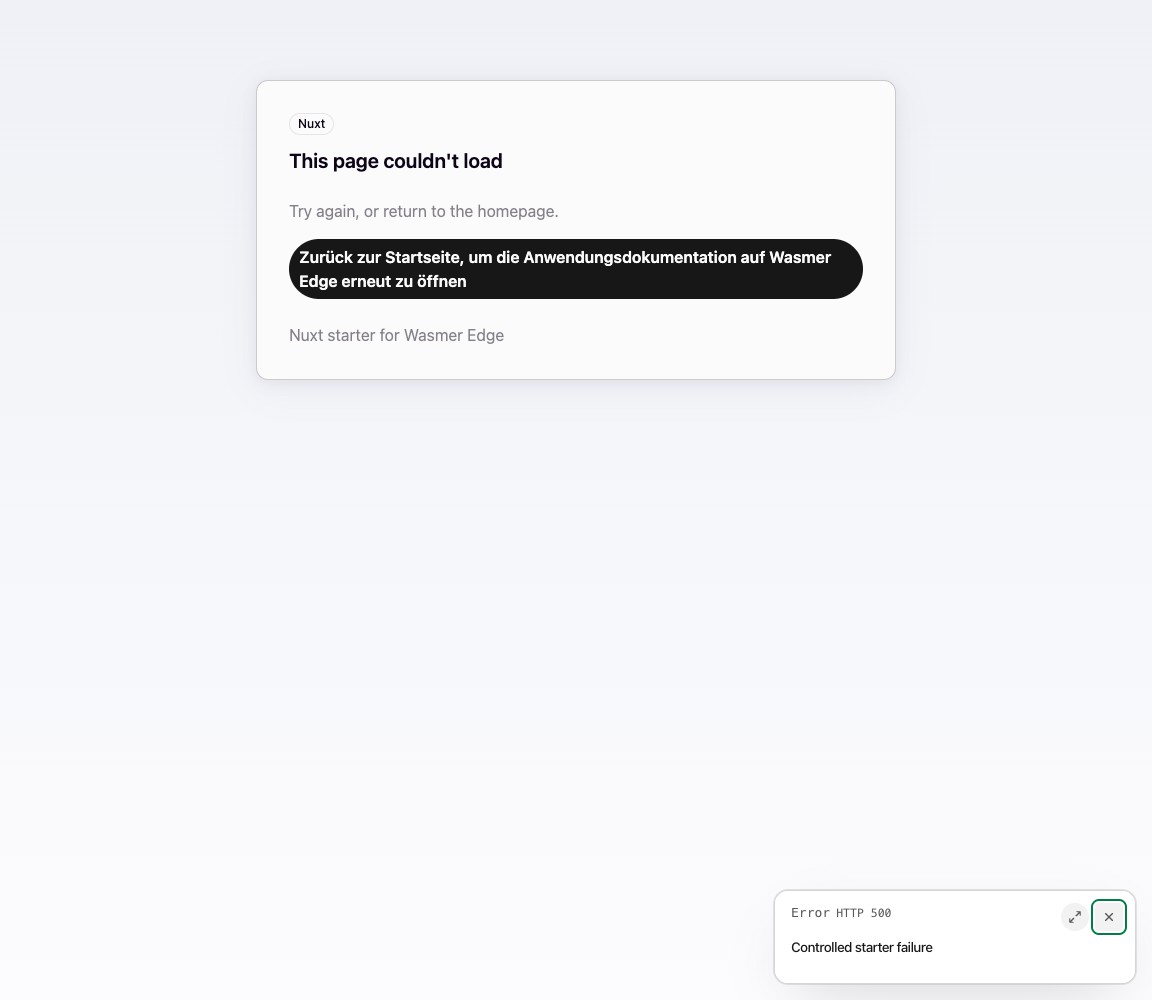 Nuxt
This page couldn't load
Try again, or return to the homepage.
Zurück zur Startseite, um die Anwendungsdokumentation auf Wasmer
Edge erneut zu öffnen
Nuxt starter for Wasmer Edge
Error HTTP 500
Controlled starter failure